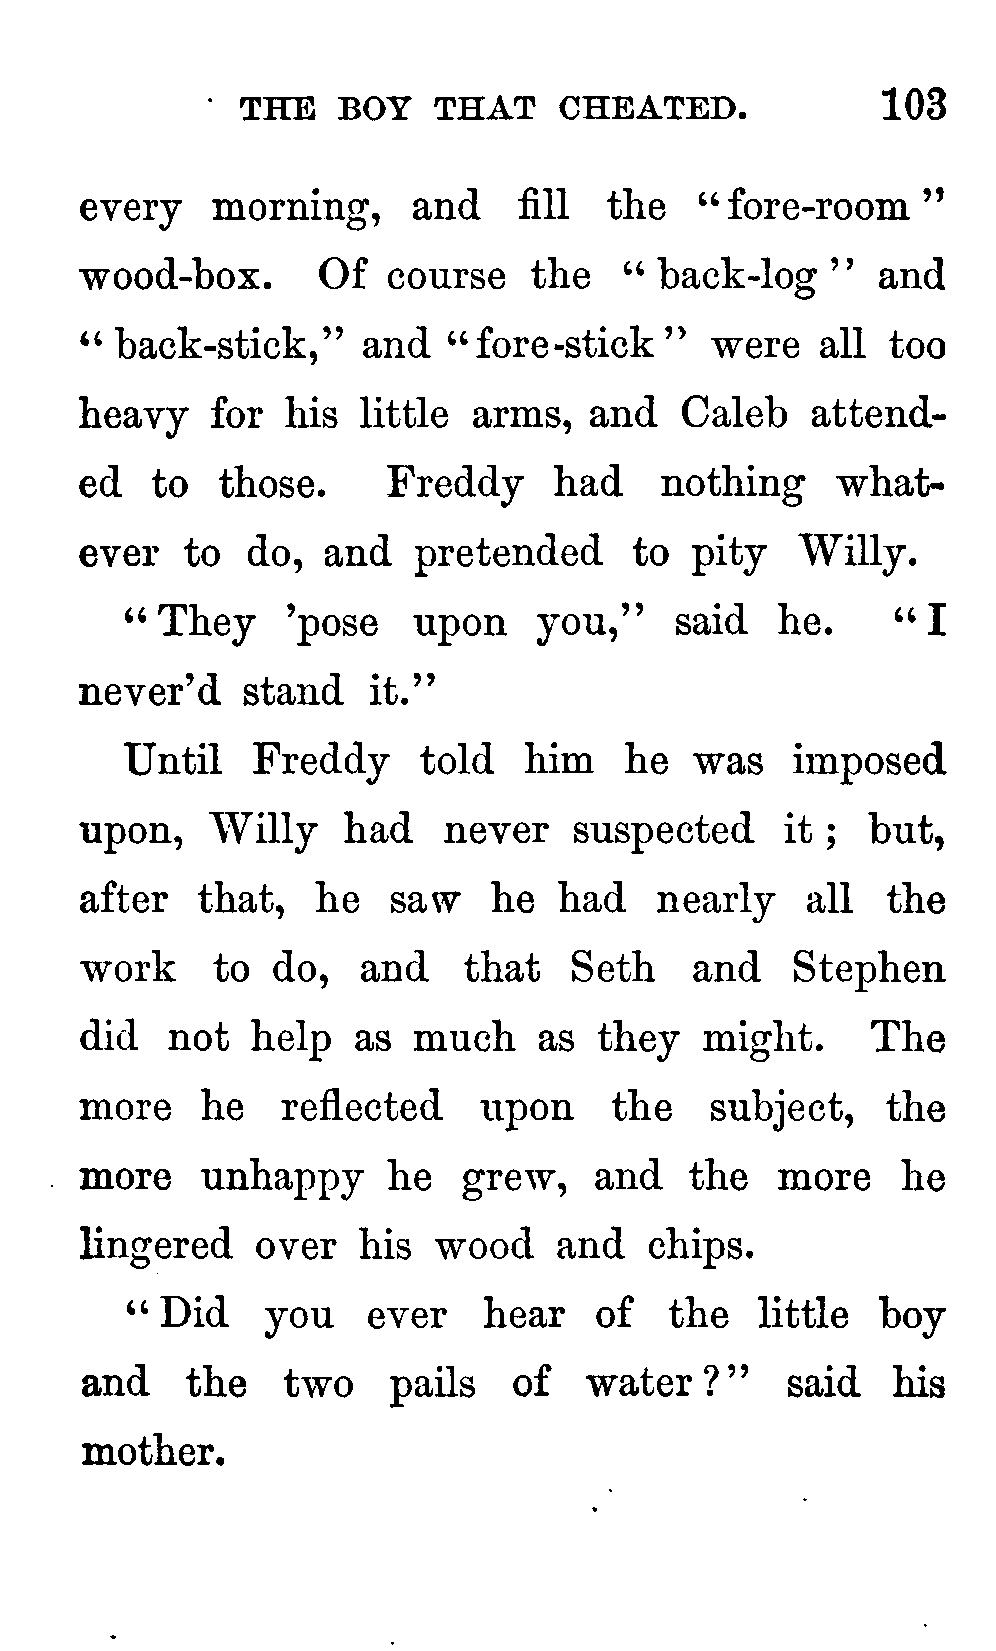 THE BOY THAT CHEATED. 103
every morning, and fill the "fore-room"
wood-box. Of course the "back-log" and
"back-stick," and "fore-stick" were all too
heavy for his little arms, and Caleb attend-
ed to those. Freddy had nothing what-
ever to do, and pretended to pity Willy.
"They 'pose upon you," said he. "I
never'd stand it."
Until Freddy told him he was imposed
upon, Willy had never suspected it; but,
after that, he saw he had nearly all the
work to do, and that Seth and Stephen
did not help as much as they might. The
more he reflected upon the subject, the
more unhappy he grew, and the more he
lingered over his wood and chips.
"Did you ever hear of the little boy
and the two pails of water?" said his
mother.